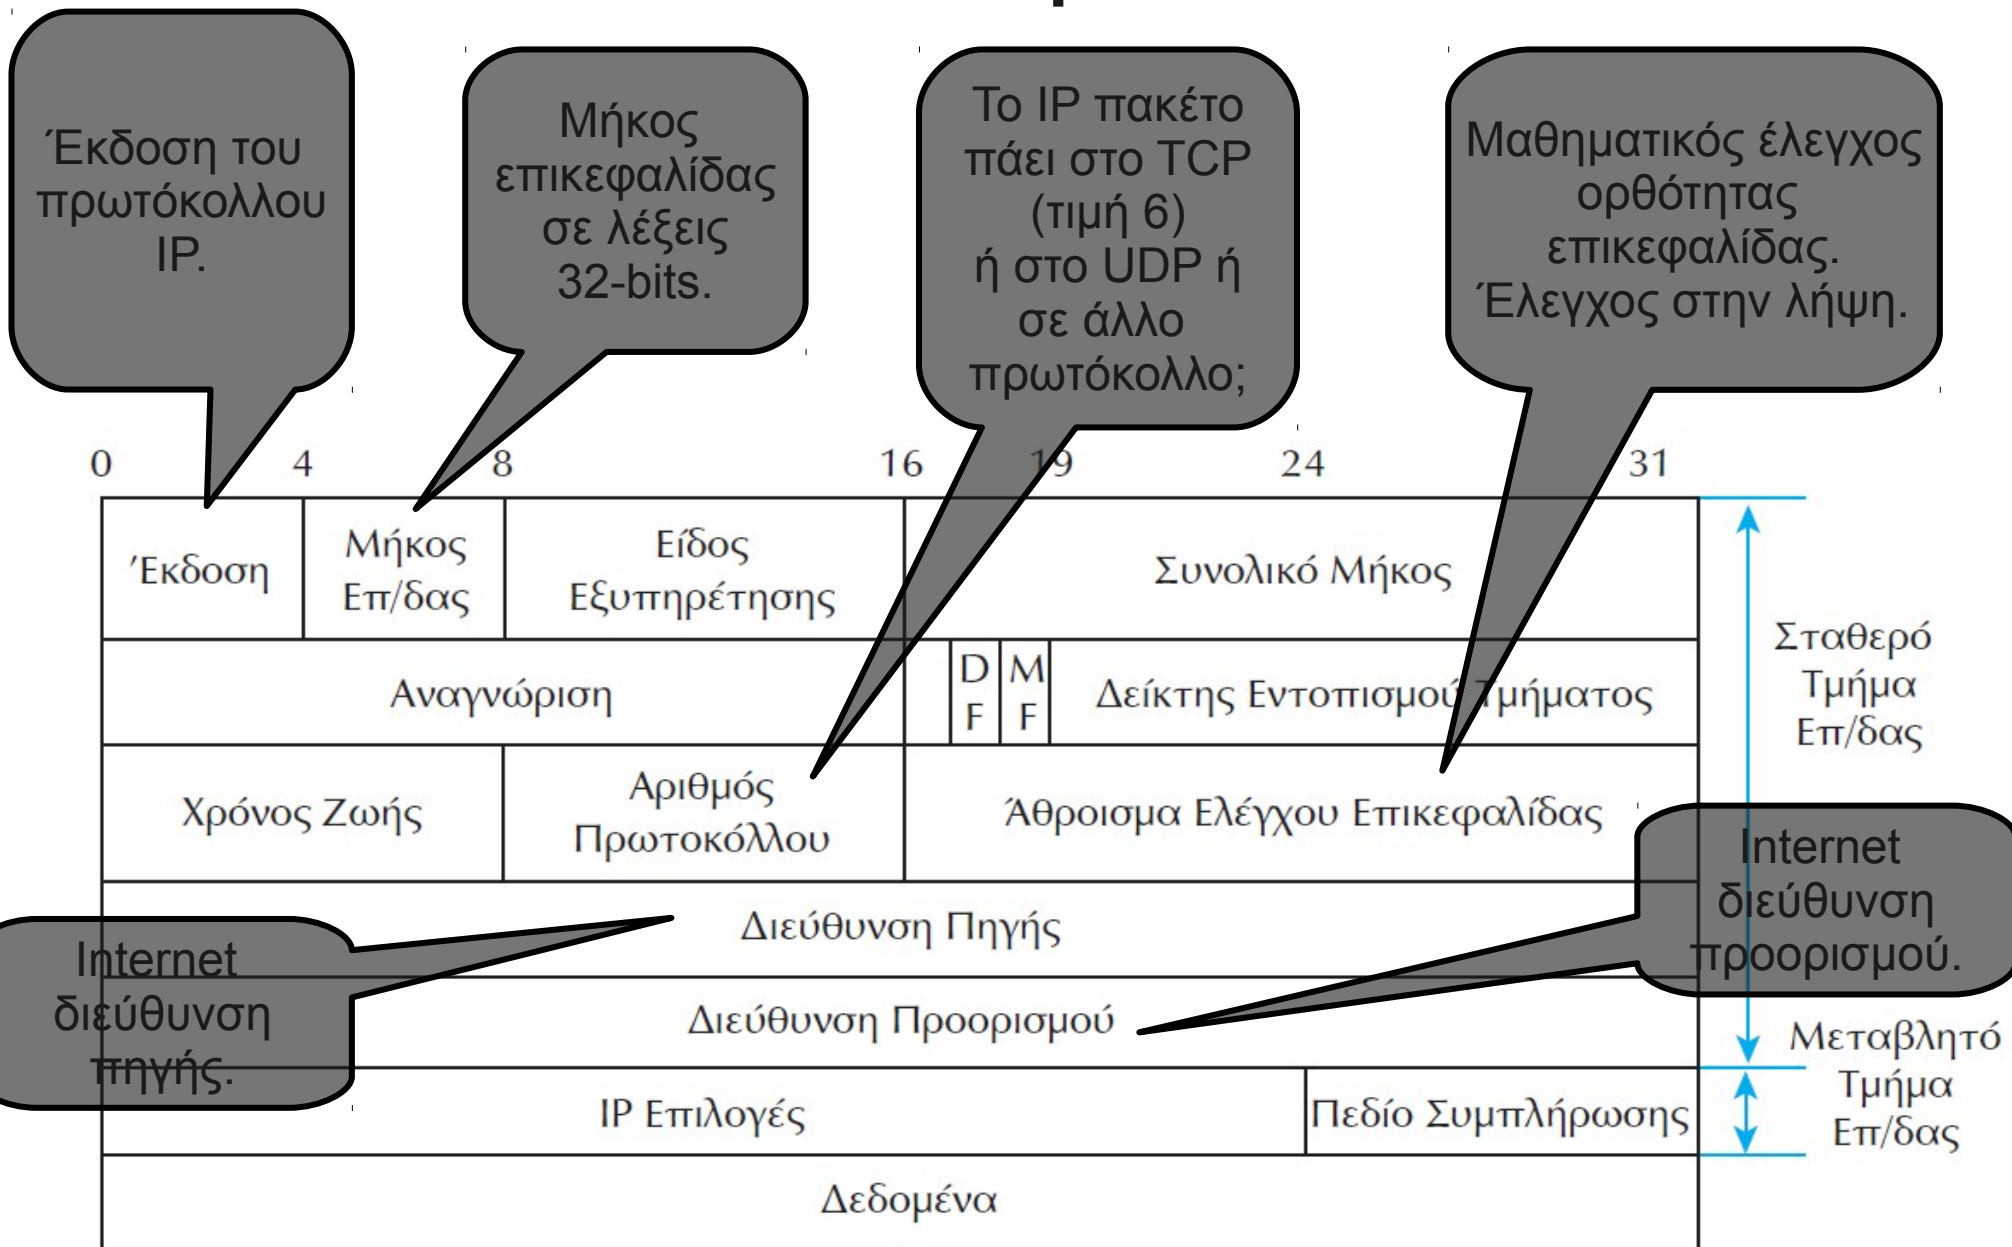 Έκδοση του
πρωτόκολλου
IP.
Μήκος
επικεφαλίδας
σε λέξεις
32-bits.
Το IP πακέτο
πάει στο TCP
(τιμή 6)
ή στο UDP ή
σε άλλο
πρωτόκολλο;
Μαθηματικός έλεγχος
ορθότητας
επικεφαλίδας.
Έλεγχος στην λήψη.
0 4 8 16 19 24 31
Έκδοση
Μήκος
Επ/δας
Είδος
Εξυπηρέτησης
Συνολικό Μήκος
Αναγνώριση
D
F
M
F
Δείκτης Εντοπισμού Τμήματος
Σταθερό
Τμήμα
Επ/δας
Χρόνος Ζωής
Αριθμός
Πρωτοκόλλου
Άθροισμα Ελέγχου Επικεφαλίδας
Internet
διεύθυνση
προορισμού.
Διεύθυνση Πηγής
Internet
διεύθυνση
πηγής.
Διεύθυνση Προορισμού
Μεταβλητό
Τμήμα
Επ/δας
IP Επιλογές
Πεδίο Συμπλήρωσης
Δεδομένα